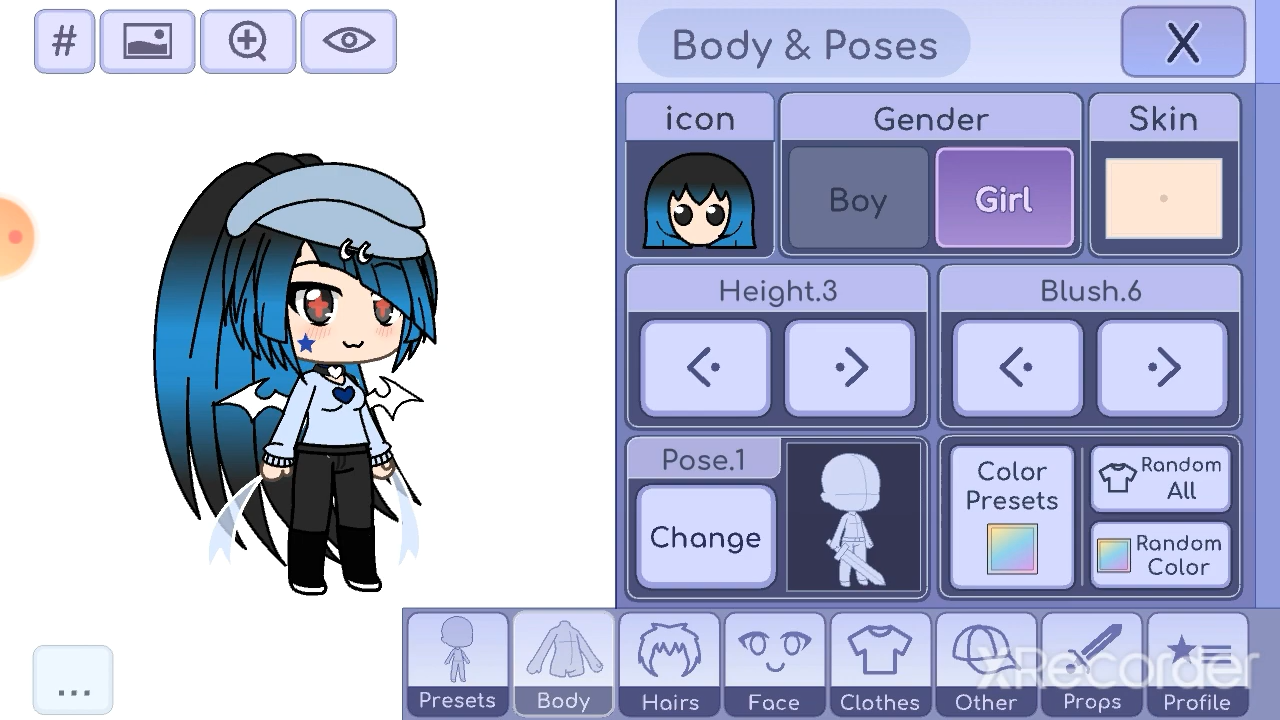 #
Body & Poses
X
icon
Gender
Skin
Boy
Girl
Height.3
Blush.6
Pose.1
Change
Color
Presets
Random
All
Random
Color
...
Presets
Body
Hairs
Face
Clothes
Other
Props
Profile
XRecorder